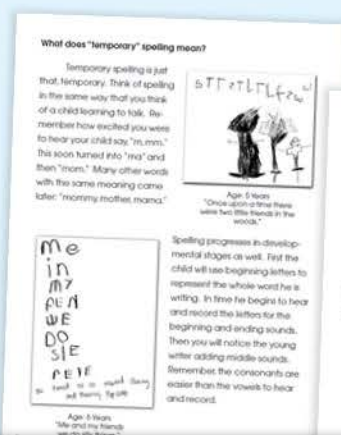 What does "temporary" spelling mean?
Temporary spelling is just
that, temporary. Think of spelling
in the same way that you think
of a child learning to talk. Re-
member how excited you were
to hear your child say, "m, mm."
This soon turned into "ma" and
then "mom." Many other words
with the same meaning came
later: "mommy, mother, mama."
Age: 5 Years
"Once upon a time there
were two little friends in the
woods."
me
in
MY
WE
DO
Age: 5 Years
"Me and my friends
Spelling progresses in develop-
mental stages as well. First the
child will use beginning letters to
represent the whole word he is
writing. In time he begins to hear
and record the letters for the
beginning and ending sounds.
Then you will notice the young
writer adding middle sounds.
Remember, the consonants are
easier than the vowels to hear
and record.